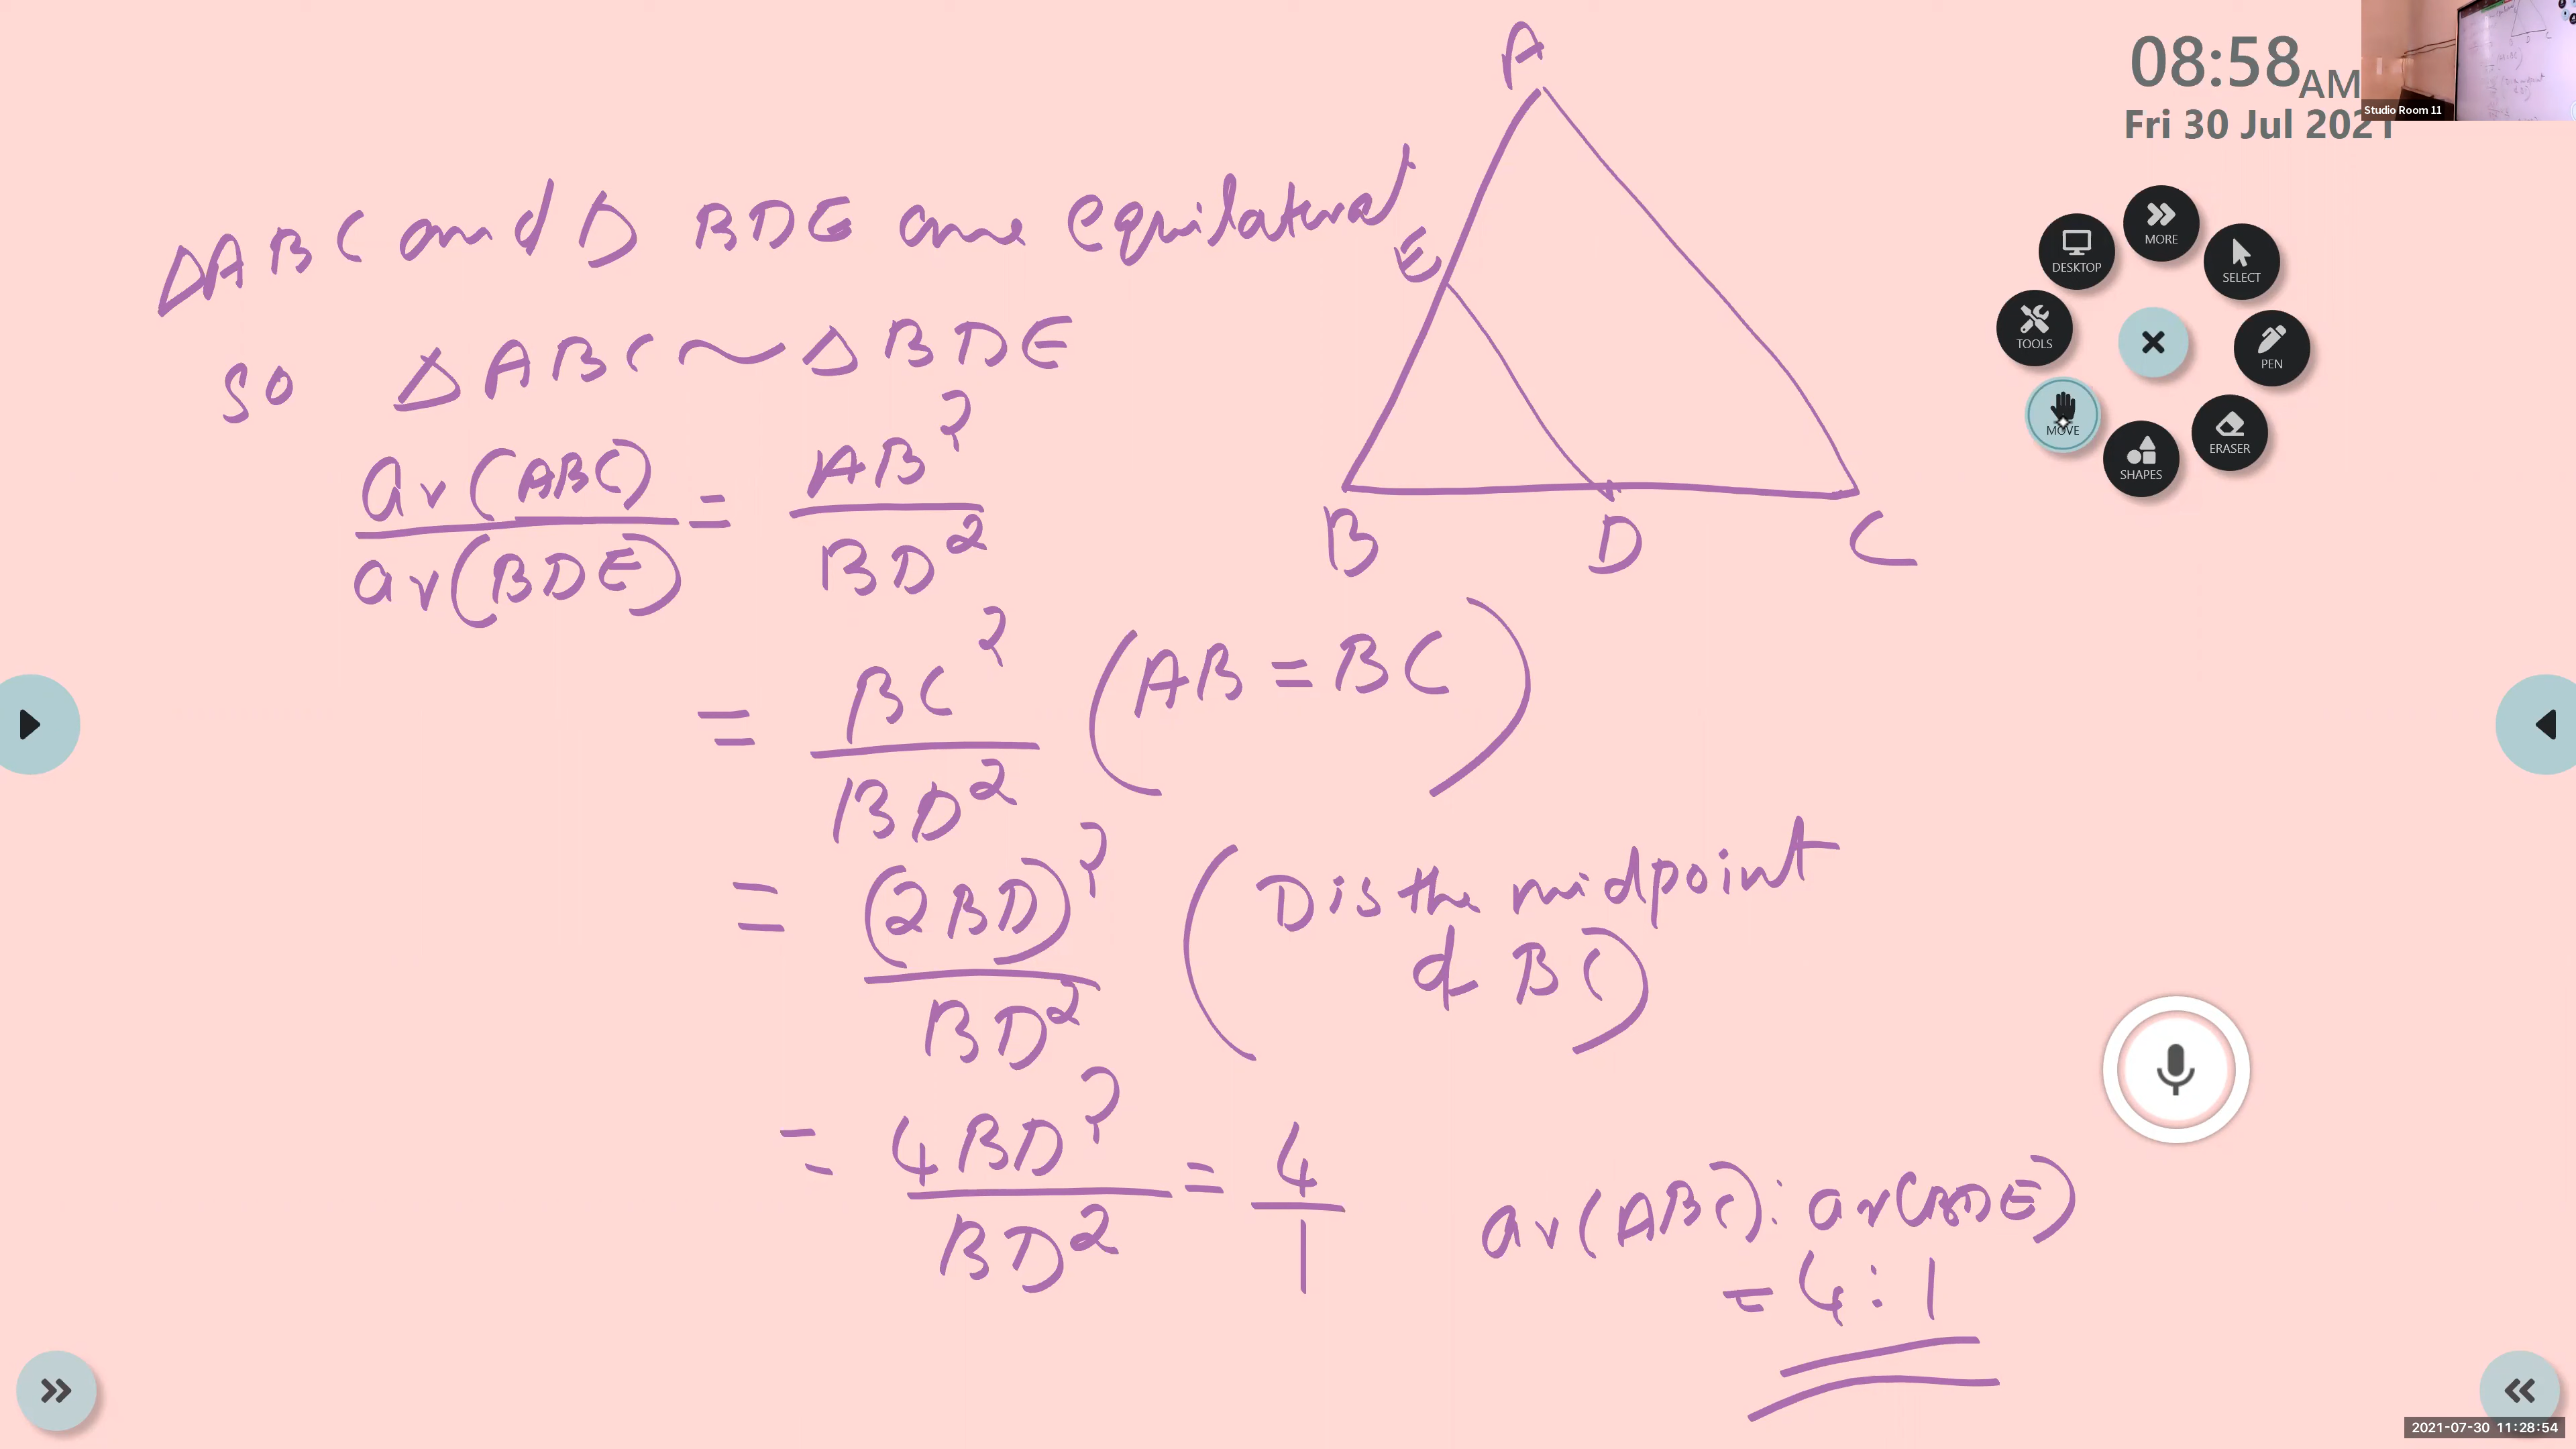 A
08:58 AM
Fri 30 Jul 2021
Studio Room 11
ΔABC and Δ BDE are equilateral
E
MORE
DESKTOP
SELECT
TOOLS
PEN
MOVE
ERASER
SHAPES
so ΔABC ~ ΔBDE
ar(ABC)/ar(BDE) = AB²/BD²
B D C
= BC²/BD² (AB = BC)
= (2BD)²/BD² (D is the midpoint
of BC)
= 4BD²/BD² = 4/1
ar(ABC) : ar(BDE)
= 4 : 1
2021-07-30 11:28:54